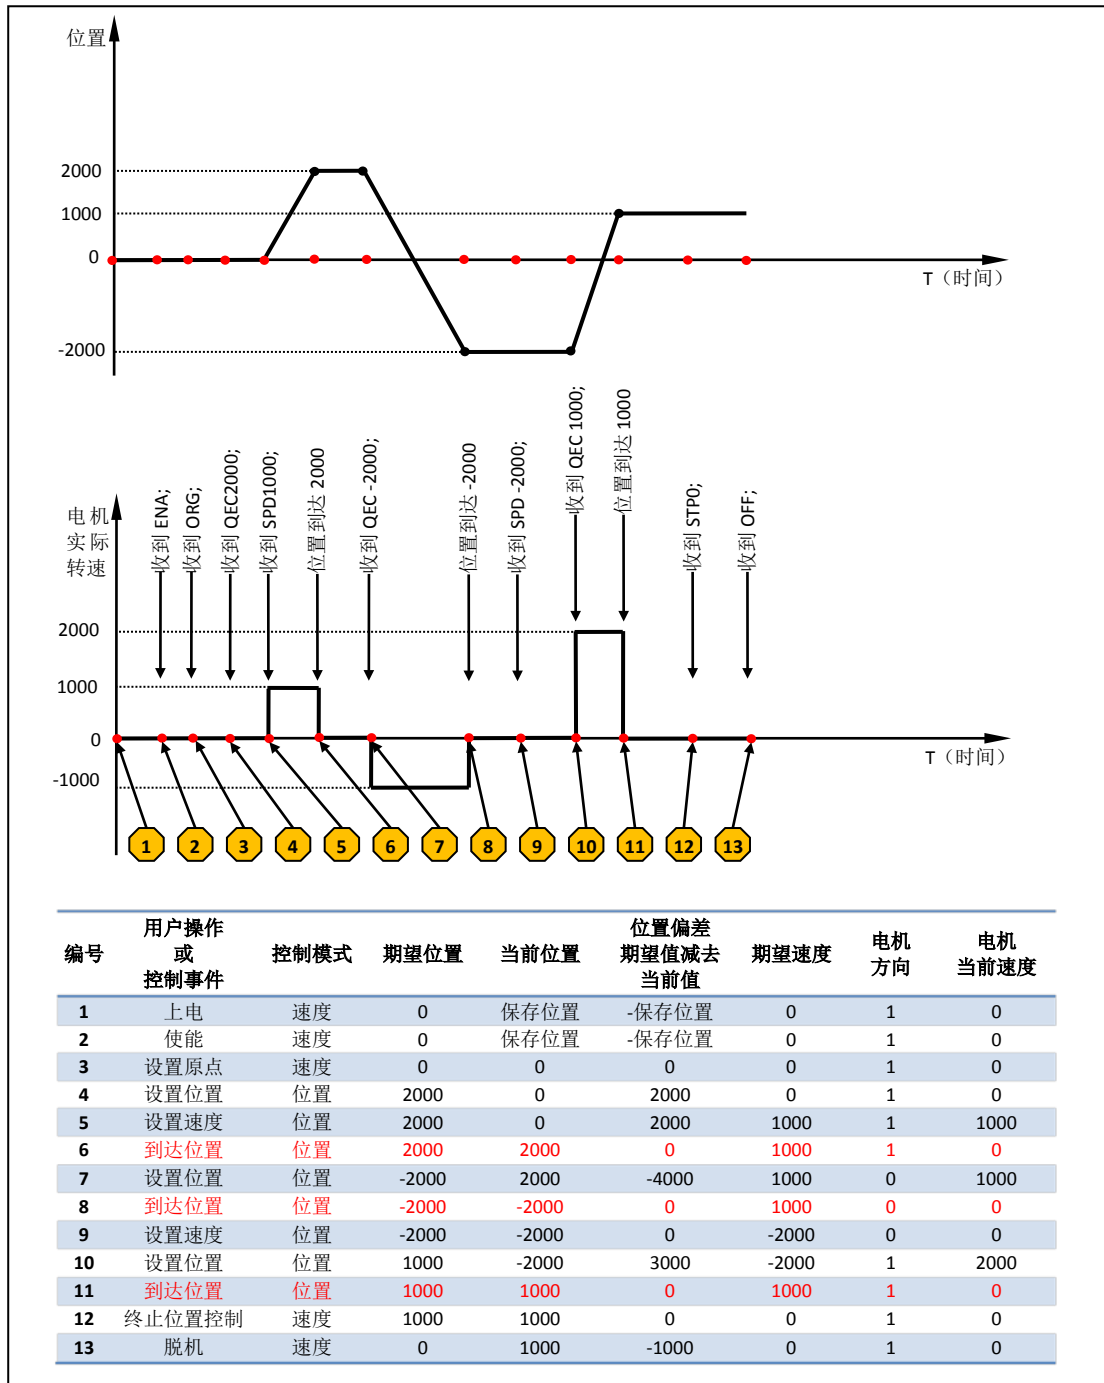 位置
2000
1000
0
T（时间）
-2000
收到 ENA;
收到 ORG;
收到 QEC2000;
收到 SPD1000;
位置到达 2000
收到 QEC -2000;
位置到达 -2000
收到 SPD -2000;
收到 QEC 1000;
位置到达 1000
收到 STP0;
收到 OFF;
电机
实际
转速
2000
1000
0
T（时间）
-1000
1 2 3 4 5 6 7 8 9 10 11 12 13
编号 用户操作或控制事件 控制模式 期望位置 当前位置 位置偏差期望值减去当前值 期望速度 电机方向 电机当前速度
1 上电 速度 0 保存位置 -保存位置 0 1 0
2 使能 速度 0 保存位置 -保存位置 0 1 0
3 设置原点 速度 0 0 0 0 1 0
4 设置位置 位置 2000 0 2000 0 1 0
5 设置速度 位置 2000 0 2000 1000 1 1000
6 到达位置 位置 2000 2000 0 1000 1 0
7 设置位置 位置 -2000 2000 -4000 1000 0 1000
8 到达位置 位置 -2000 -2000 0 1000 0 0
9 设置速度 位置 -2000 -2000 0 -2000 0 0
10 设置位置 位置 1000 -2000 3000 -2000 1 2000
11 到达位置 位置 1000 1000 0 1000 1 0
12 终止位置控制 速度 1000 1000 0 0 1 0
13 脱机 速度 0 1000 -1000 0 1 0